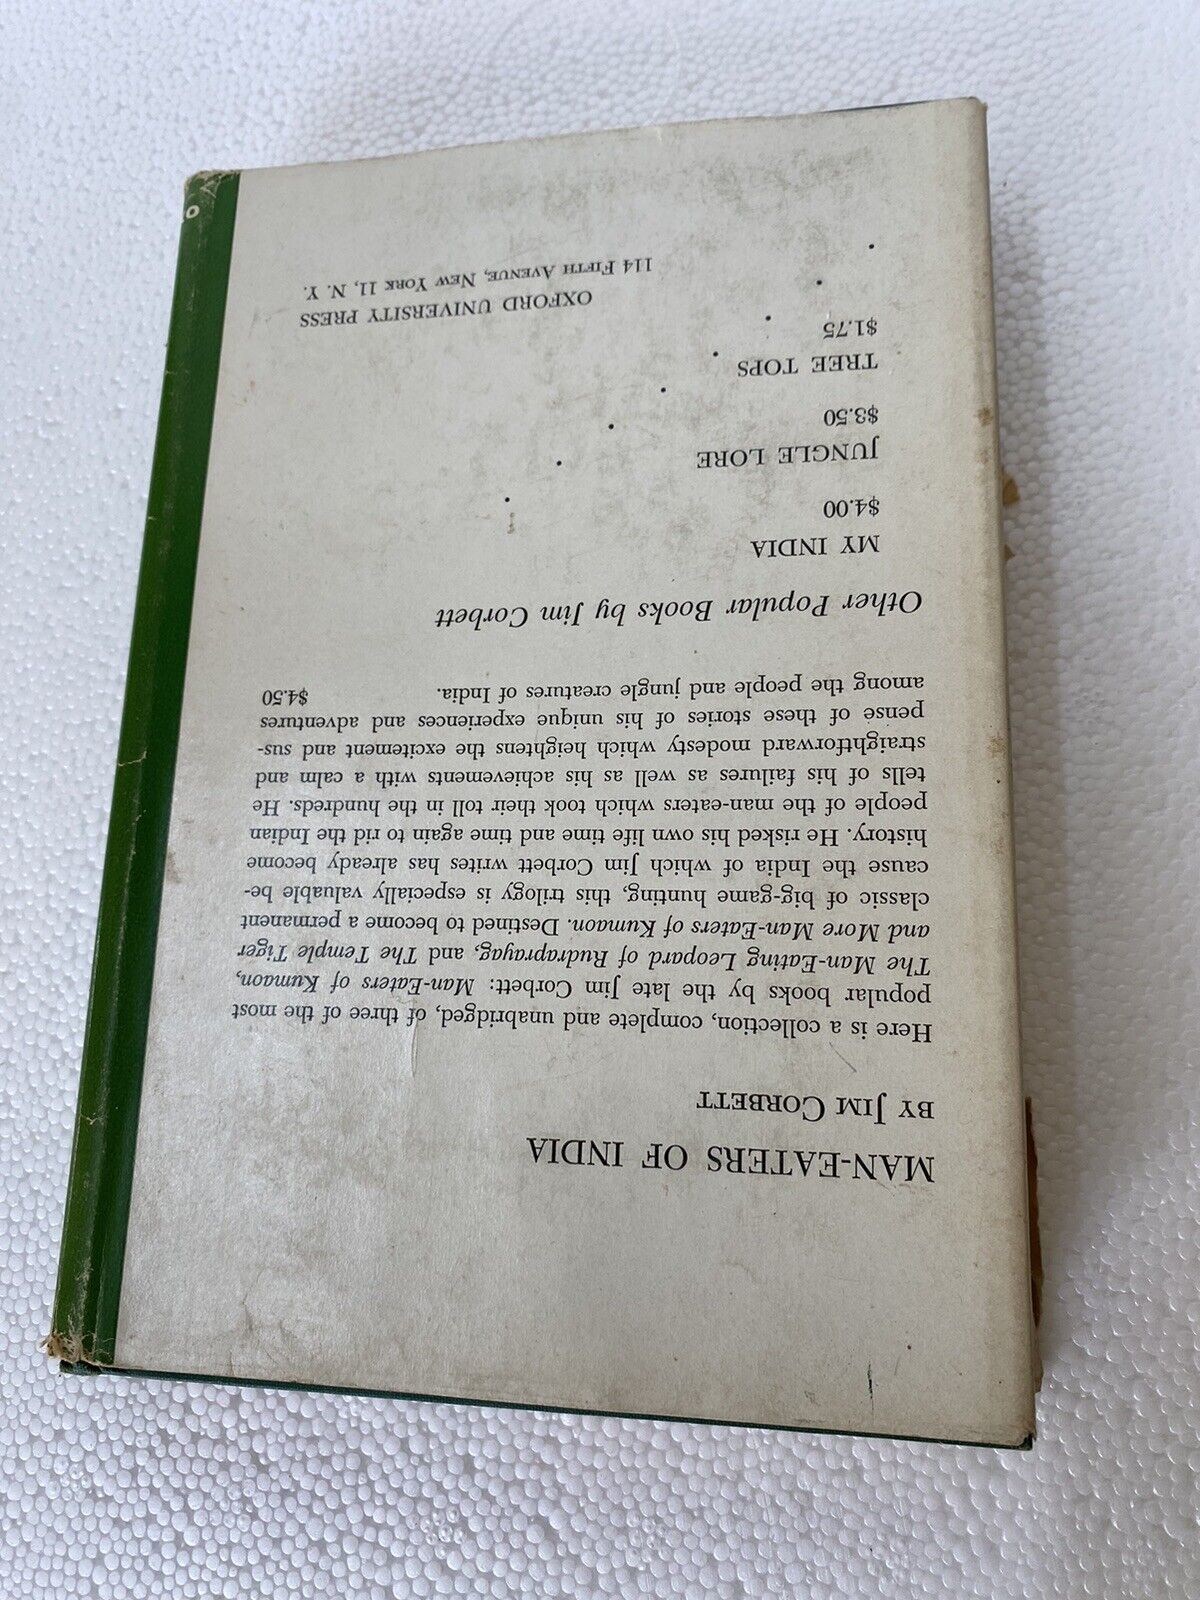 MAN-EATERS OF INDIA
BY JIM CORBETT
Here is a collection, complete and unabridged, of three of the most
popular books by the late Jim Corbett: Man-Eaters of Kumaon,
The Man-Eating Leopard of Rudraprayag, and The Temple Tiger
and More Man-Eaters of Kumaon. Destined to become a permanent
classic of big-game hunting, this trilogy is especially valuable be-
cause the India of which Jim Corbett writes has already become
history. He risked his own life time and time again to rid the Indian
people of the man-eaters which took their toll in the hundreds. He
tells of his failures as well as his achievements with a calm and
straightforward modesty which heightens the excitement and sus-
pense of these stories of his unique experiences and adventures
among the people and jungle creatures of India. $4.50
Other Popular Books by Jim Corbett
MY INDIA
$4.00
JUNGLE LORE
$3.50
TREE TOPS
$1.75
OXFORD UNIVERSITY PRESS
114 FIFTH AVENUE, NEW YORK 11, N. Y.